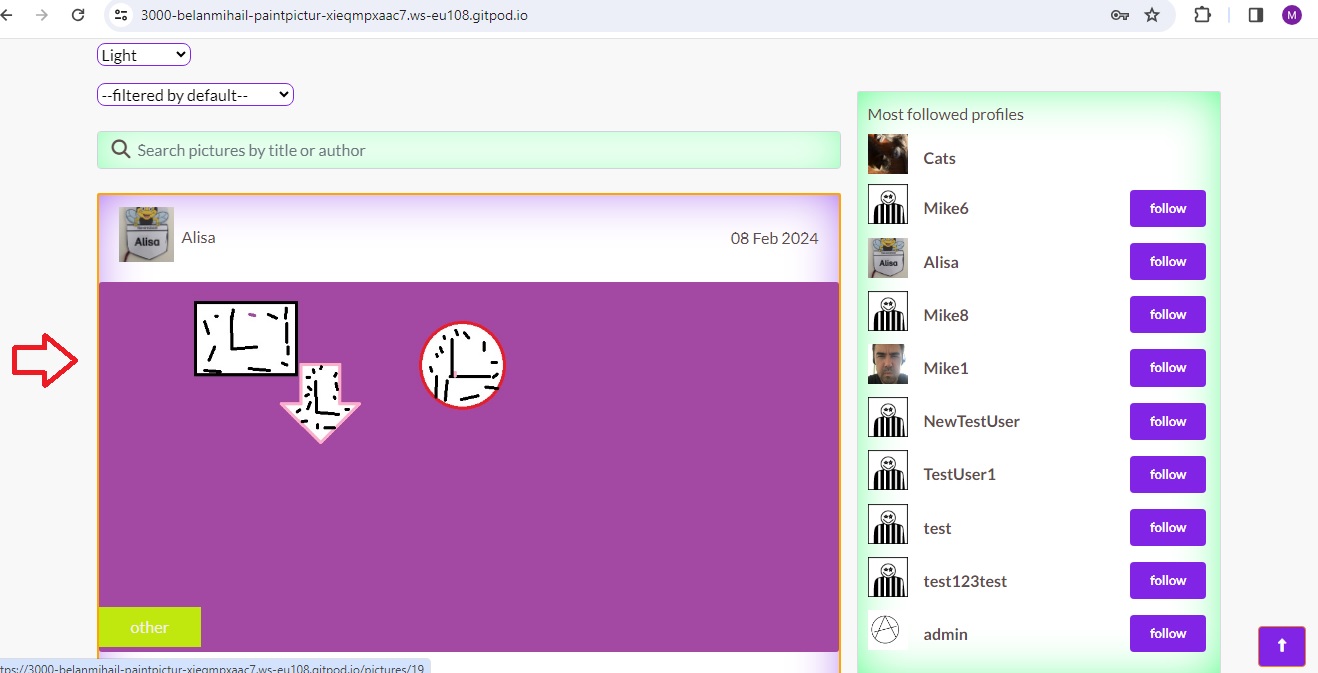 3000-belanmihail-paintpictur-xieqmpxaac7.ws-eu108.gitpod.io
M
Light
--filtered by default--
Search pictures by title or author
Alisa
Alisa
08 Feb 2024
other
Most followed profiles
Cats
Mike6
follow
Alisa
Alisa
follow
Mike8
follow
Mike1
follow
NewTestUser
follow
TestUser1
follow
test
follow
test123test
follow
admin
follow
tps://3000-belanmihail-paintpictur-xieqmpxaac7.ws-eu108.gitpod.io/pictures/19